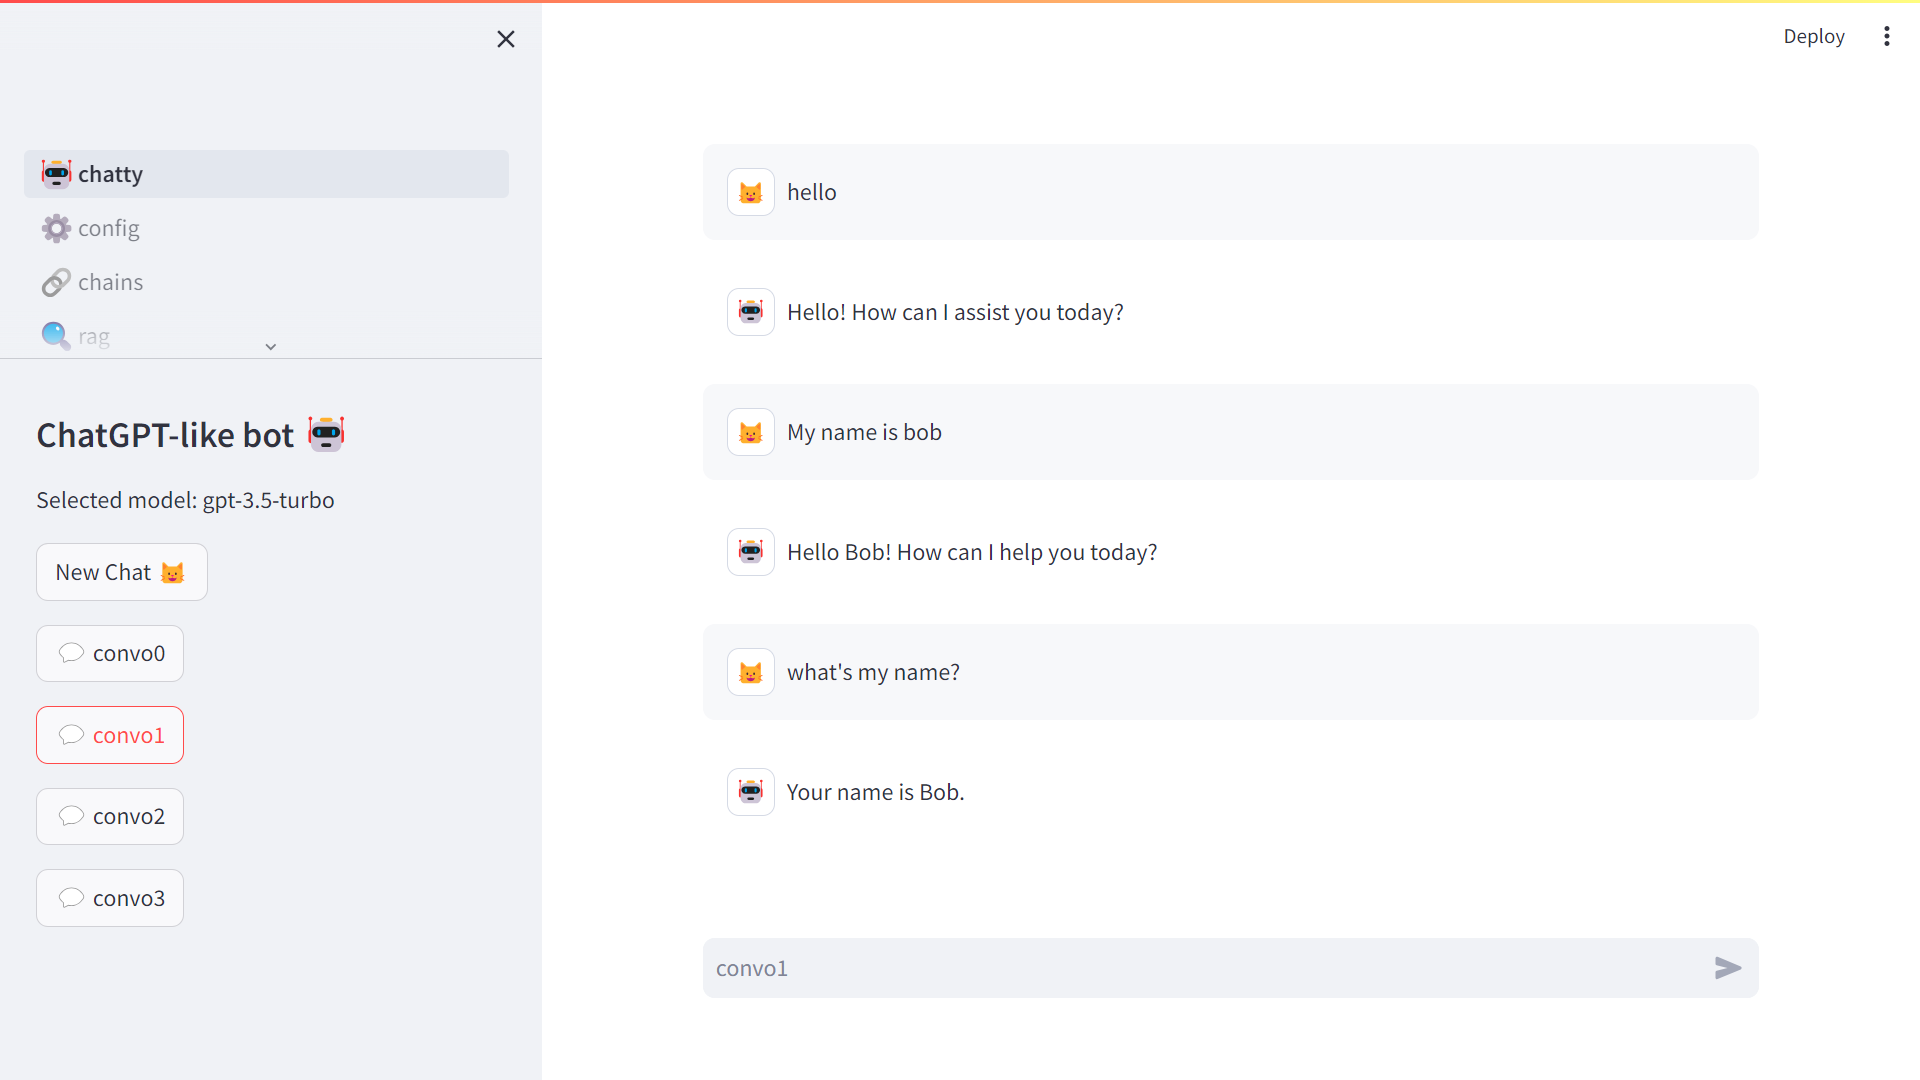 Deploy
chatty
config
chains
rag
ChatGPT-like bot
Selected model: gpt-3.5-turbo
New Chat
convo0
convo1
convo2
convo3
hello
Hello! How can I assist you today?
My name is bob
Hello Bob! How can I help you today?
what's my name?
Your name is Bob.
convo1